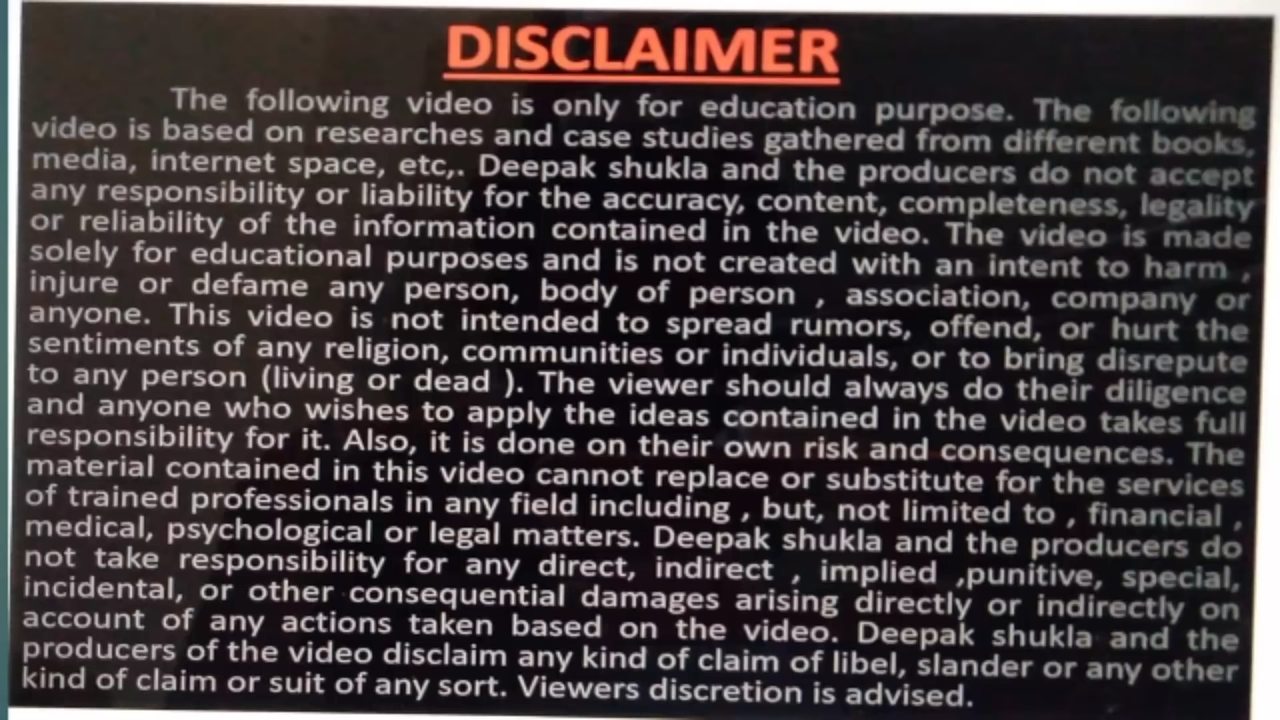 DISCLAIMER
The following video is only for education purpose. The following
video is based on researches and case studies gathered from different books,
media, internet space, etc,. Deepak shukla and the producers do not accept
any responsibility or liability for the accuracy, content, completeness, legality
or reliability of the information contained in the video. The video is made
solely for educational purposes and is not created with an intent to harm ,
injure or defame any person, body of person , association, company or
anyone. This video is not intended to spread rumors, offend, or hurt the
sentiments of any religion, communities or individuals, or to bring disrepute
to any person (living or dead ). The viewer should always do their diligence
and anyone who wishes to apply the ideas contained in the video takes full
responsibility for it. Also, it is done on their own risk and consequences. The
material contained in this video cannot replace or substitute for the services
of trained professionals in any field including , but, not limited to , financial ,
medical, psychological or legal matters. Deepak shukla and the producers do
not take responsibility for any direct, indirect , implied ,punitive, special,
incidental, or other consequential damages arising directly or indirectly on
account of any actions taken based on the video. Deepak shukla and the
producers of the video disclaim any kind of claim of libel, slander or any other
kind of claim or suit of any sort. Viewers discretion is advised.